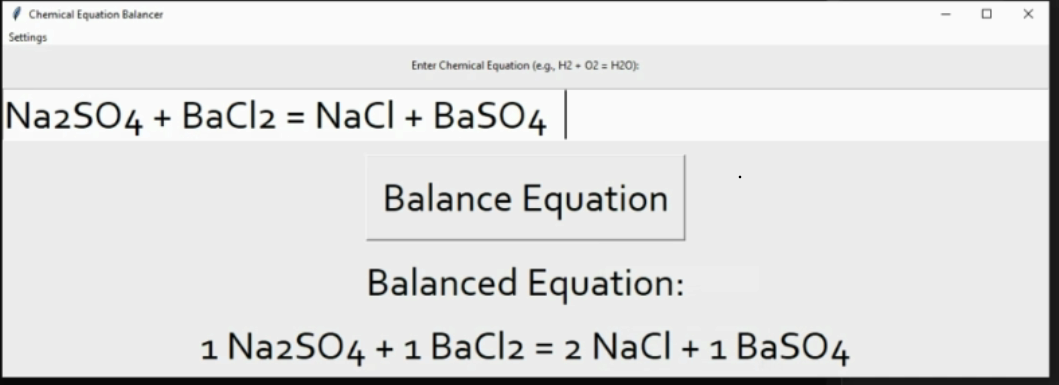 Chemical Equation Balancer
Settings
Enter Chemical Equation (e.g., H2 + O2 = H2O):
Na2SO4 + BaCl2 = NaCl + BaSO4
Balance Equation
Balanced Equation:
1 Na2SO4 + 1 BaCl2 = 2 NaCl + 1 BaSO4